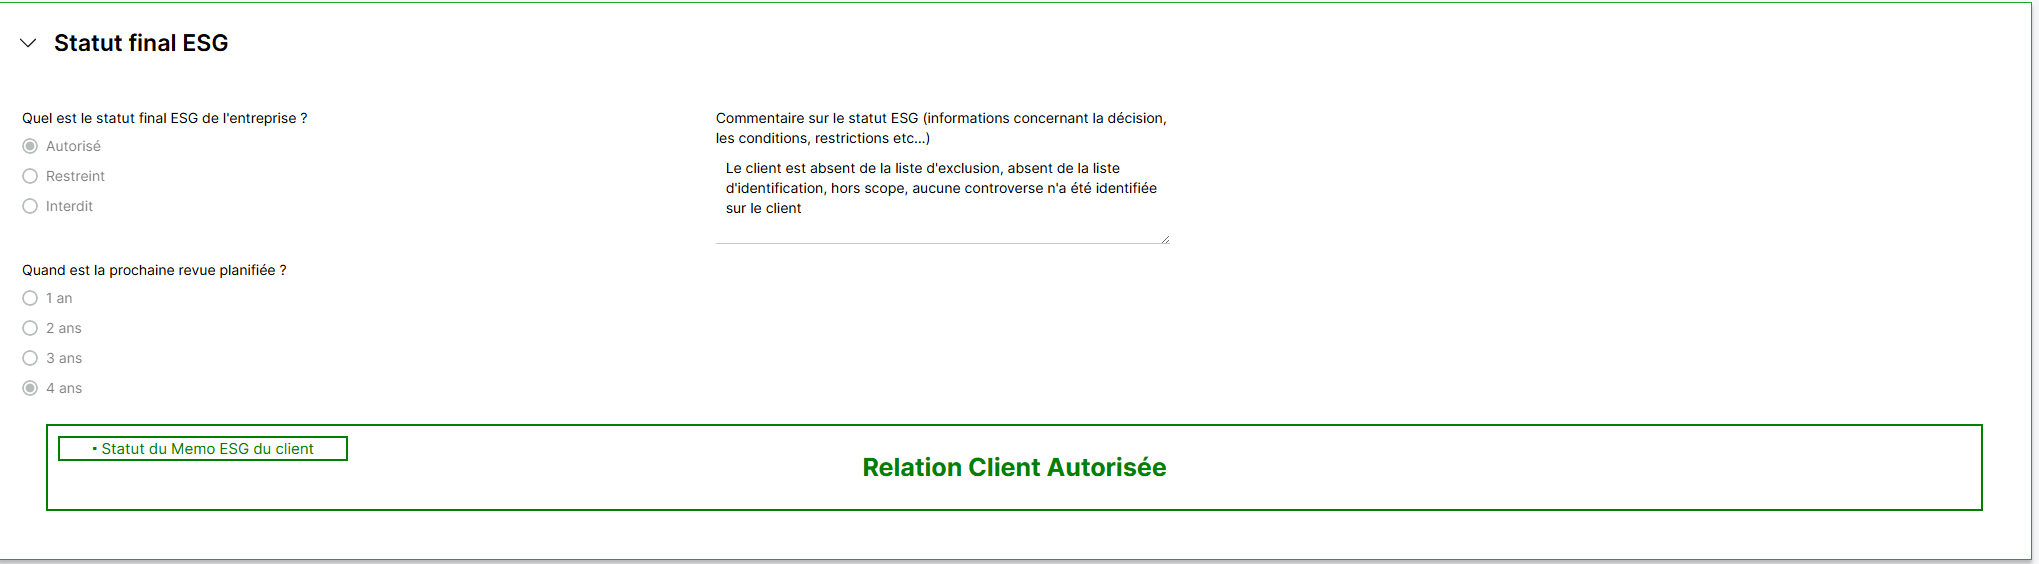 Statut final ESG
Quel est le statut final ESG de l'entreprise ?
Autorisé
Restreint
Interdit
Commentaire sur le statut ESG (informations concernant la décision,
les conditions, restrictions etc...)
Le client est absent de la liste d'exclusion, absent de la liste
d'identification, hors scope, aucune controverse n'a été identifiée
sur le client
Quand est la prochaine revue planifiée ?
1 an
2 ans
3 ans
4 ans
▪ Statut du Memo ESG du client
Relation Client Autorisée